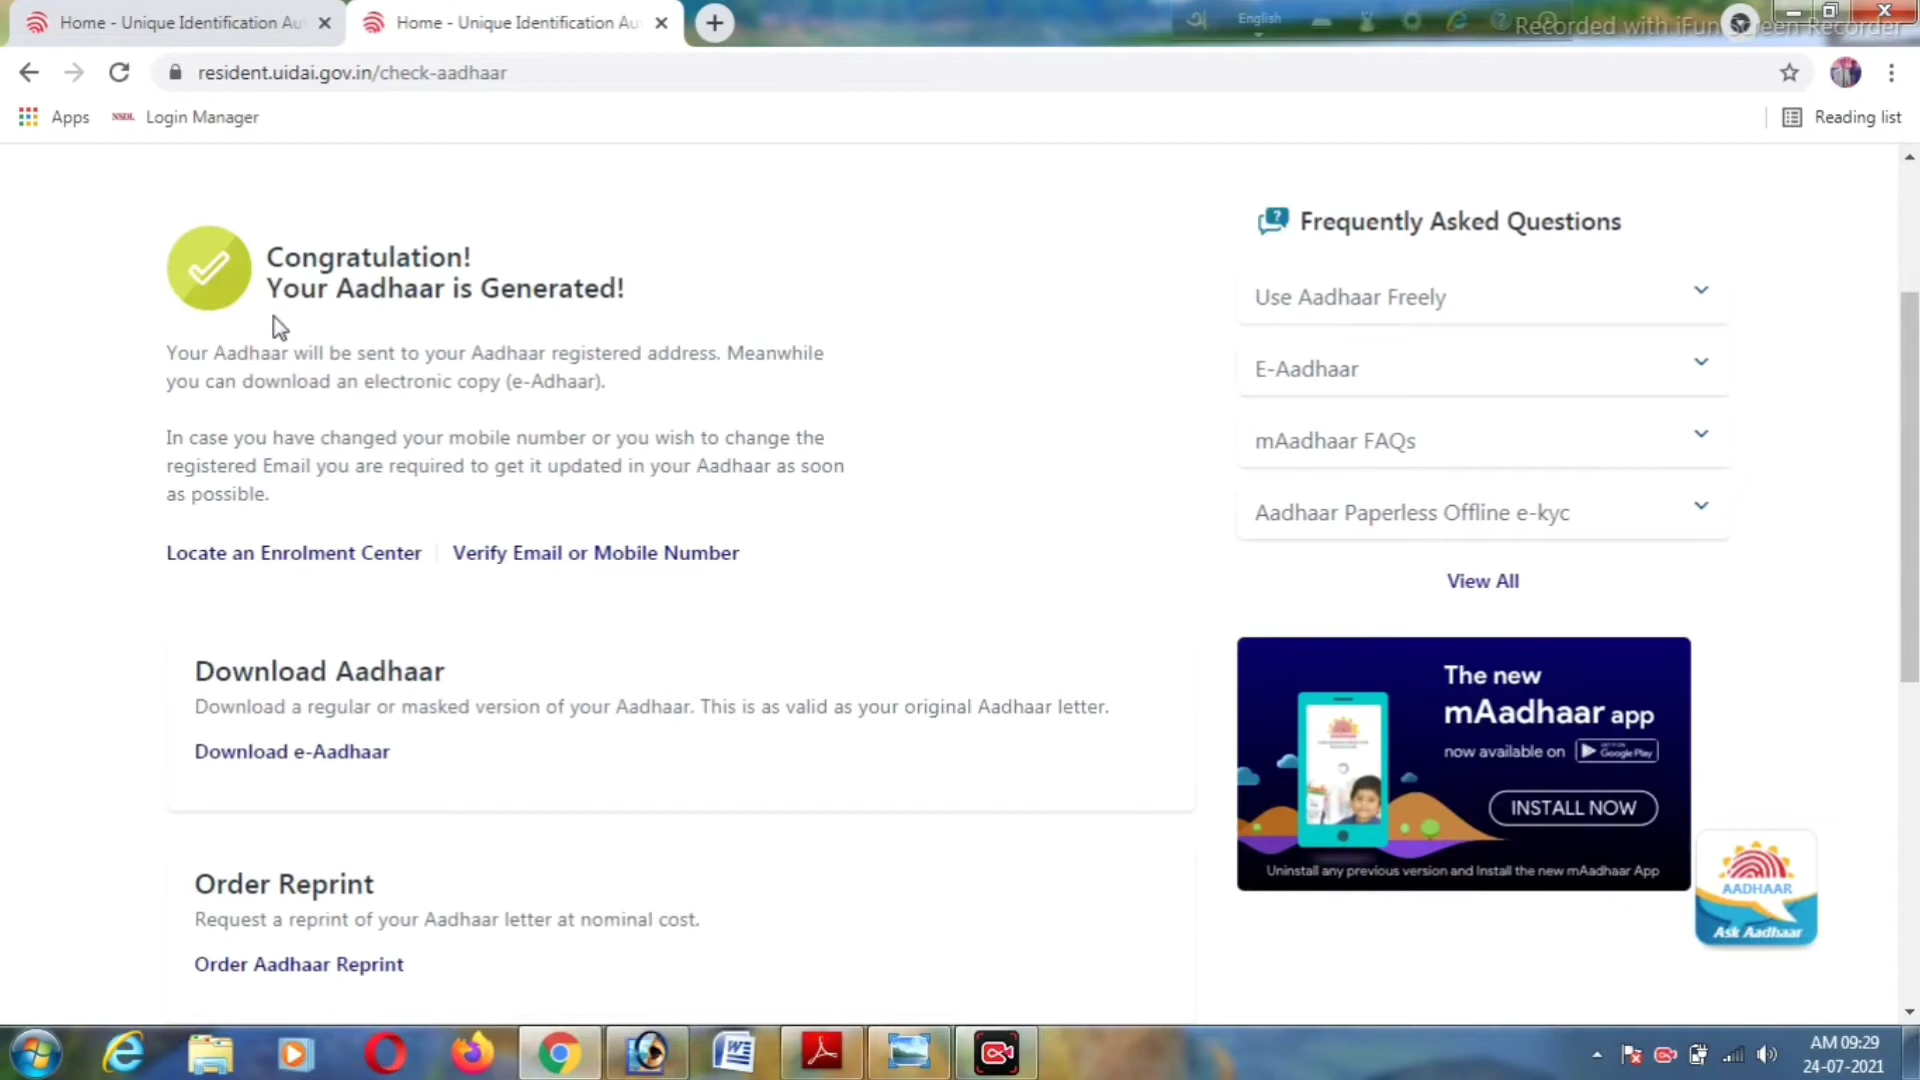 Home - Unique Identification Au
Home - Unique Identification Au
English
Recorded with iFun Screen Recorder
resident.uidai.gov.in/check-aadhaar
Apps
NSDL Login Manager
Reading list
Congratulation!
Your Aadhaar is Generated!
Your Aadhaar will be sent to your Aadhaar registered address. Meanwhile
you can download an electronic copy (e-Adhaar).
In case you have changed your mobile number or you wish to change the
registered Email you are required to get it updated in your Aadhaar as soon
as possible.
Locate an Enrolment Center
Verify Email or Mobile Number
Download Aadhaar
Download a regular or masked version of your Aadhaar. This is as valid as your original Aadhaar letter.
Download e-Aadhaar
Order Reprint
Request a reprint of your Aadhaar letter at nominal cost.
Order Aadhaar Reprint
Frequently Asked Questions
Use Aadhaar Freely
E-Aadhaar
mAadhaar FAQs
Aadhaar Paperless Offline e-kyc
View All
The new
mAadhaar app
now available on GET IT ON Google Play
INSTALL NOW
Uninstall any previous version and Install the new mAadhaar App
AADHAAR
Ask Aadhaar
AM 09:29
24-07-2021